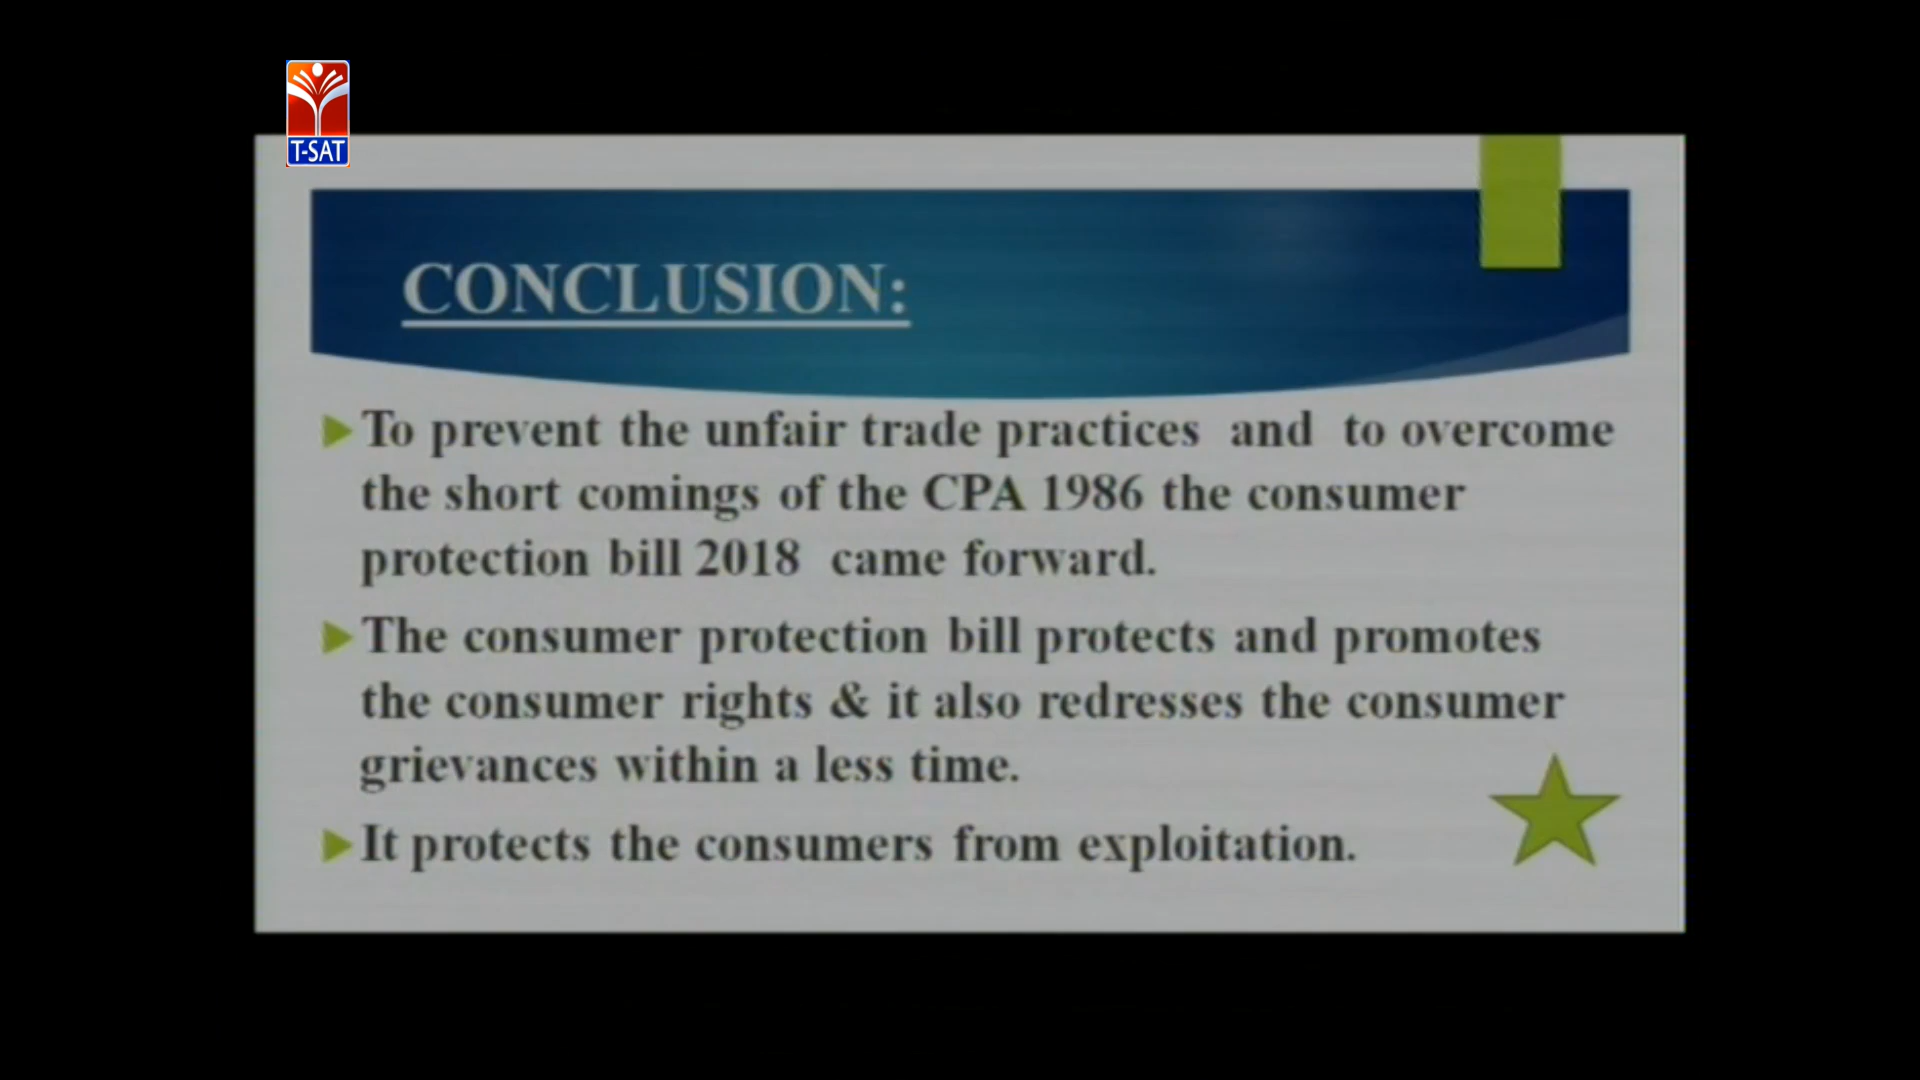 T-SAT
CONCLUSION:
To prevent the unfair trade practices and to overcome
the short comings of the CPA 1986 the consumer
protection bill 2018 came forward.
The consumer protection bill protects and promotes
the consumer rights & it also redresses the consumer
grievances within a less time.
It protects the consumers from exploitation.